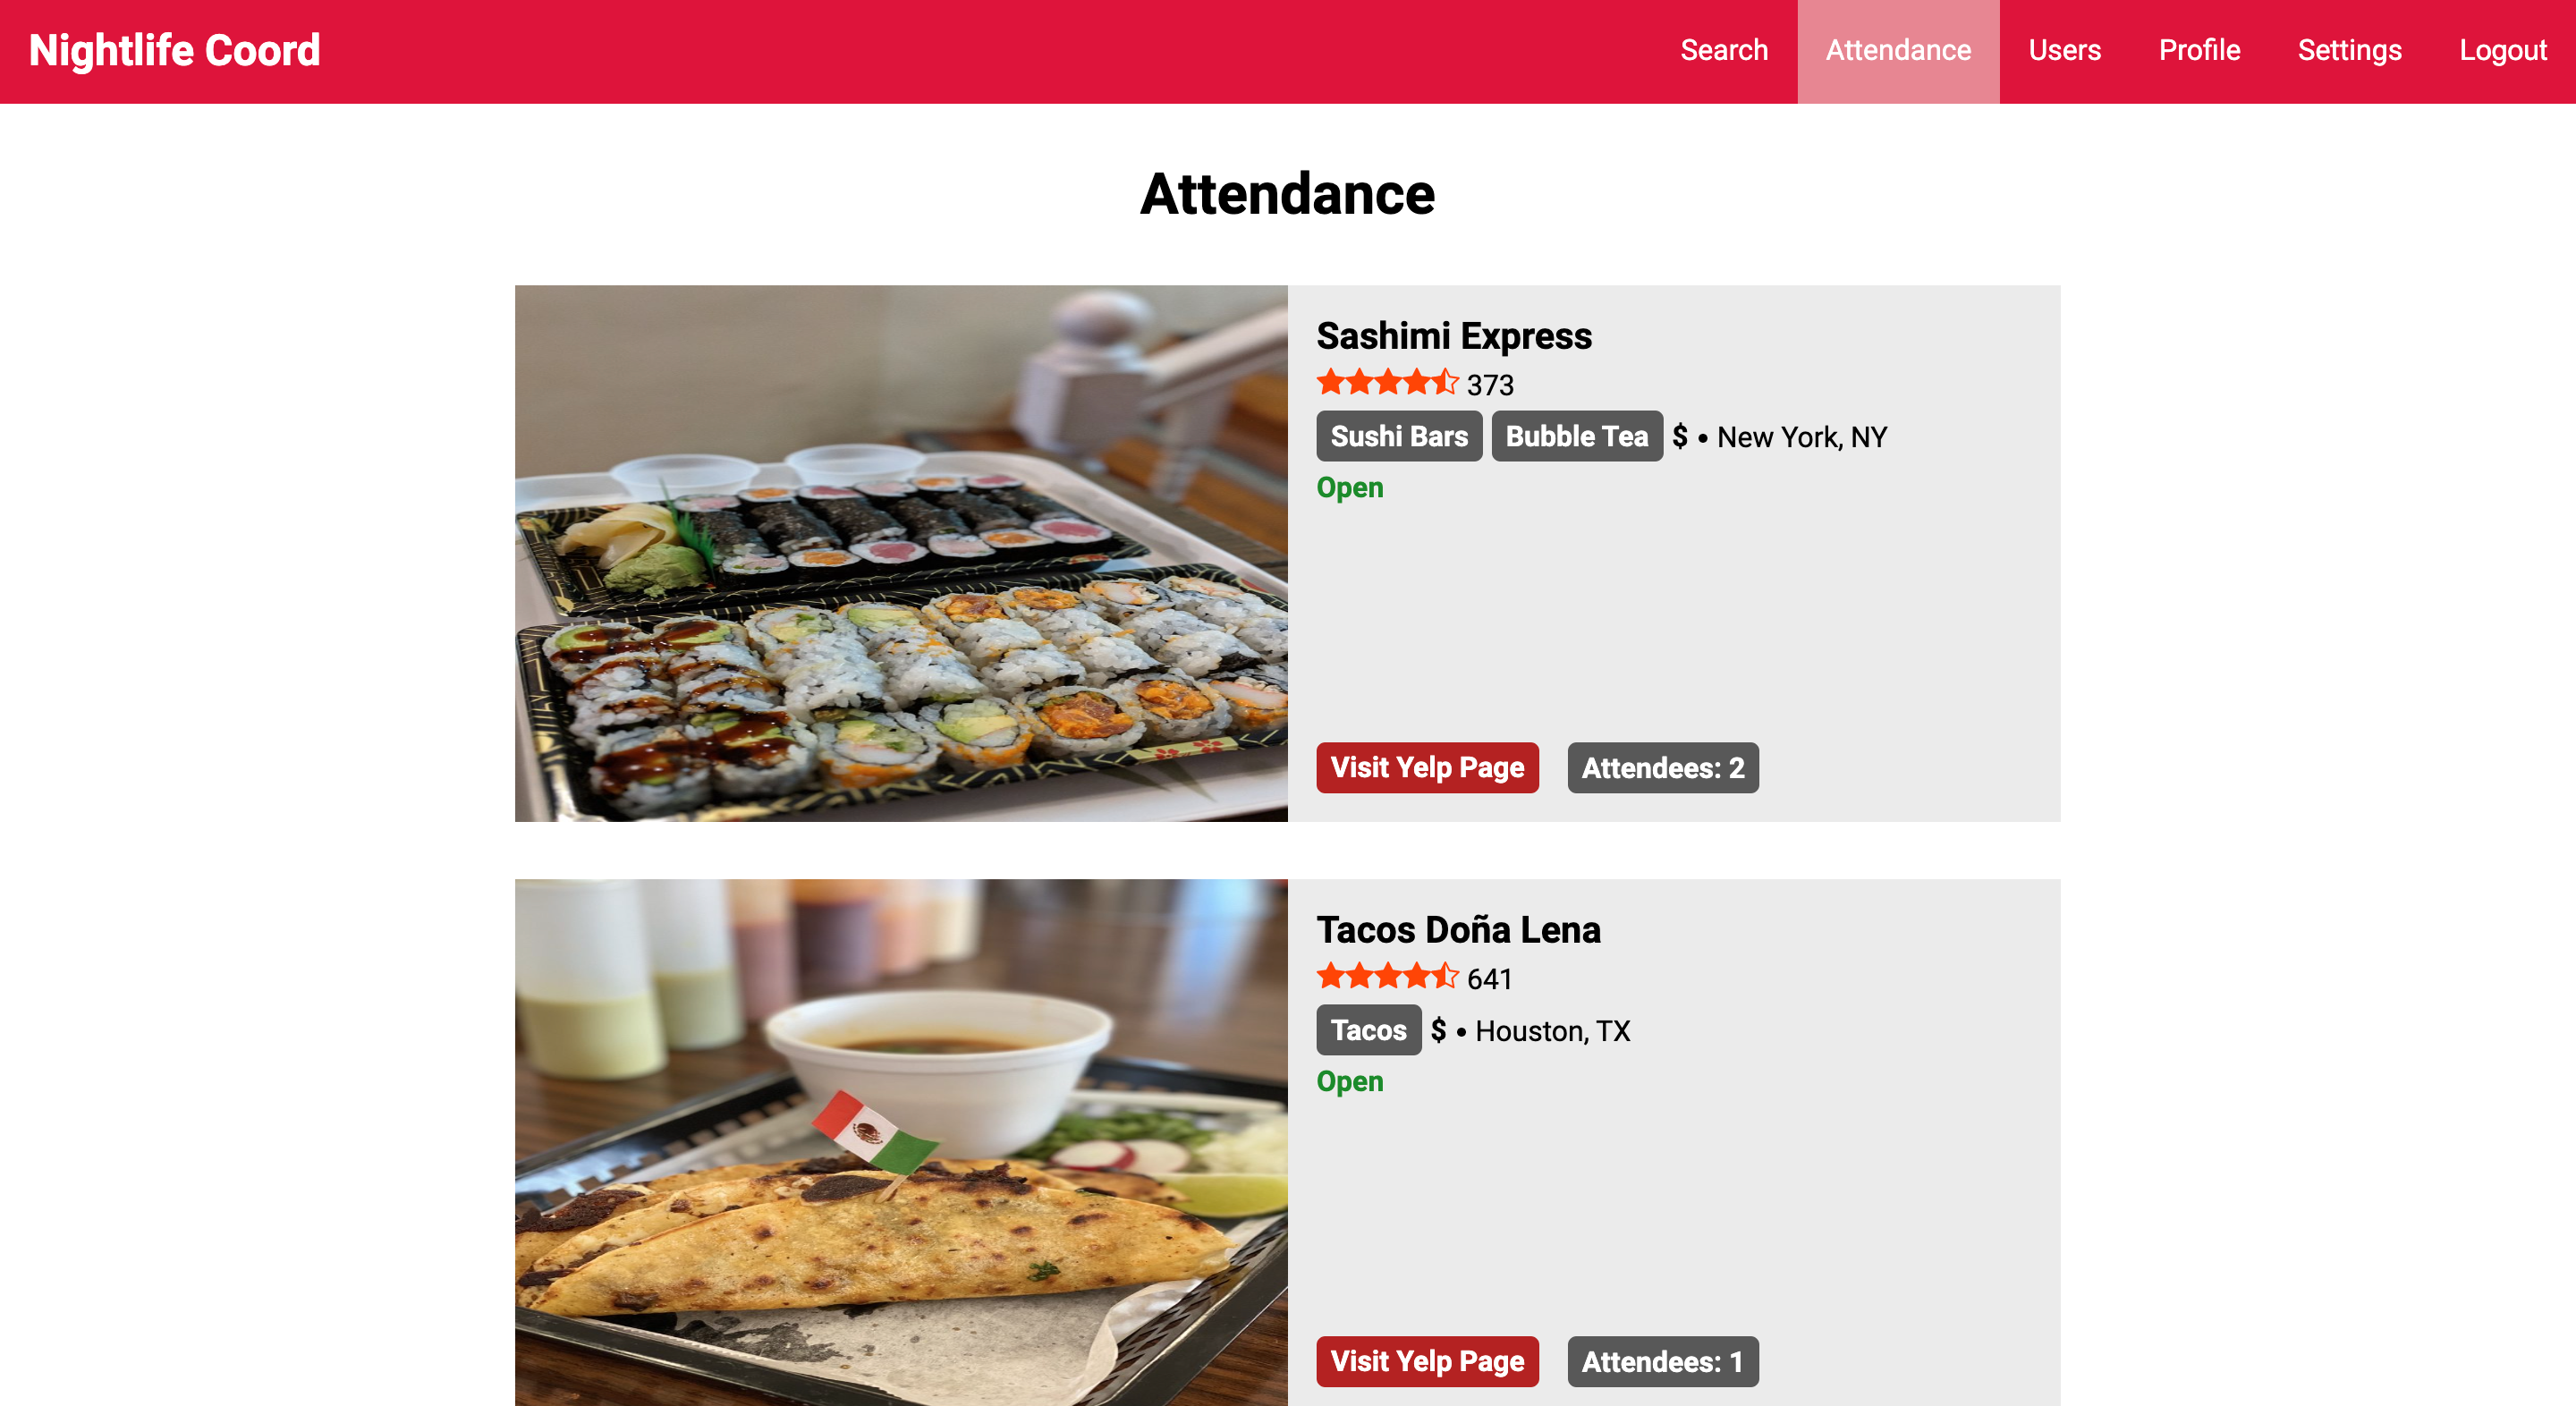 Nightlife Coord
Search Attendance Users Profile Settings Logout
Attendance
Sashimi Express
373
Sushi Bars Bubble Tea $ • New York, NY
Open
Visit Yelp Page Attendees: 2
Tacos Doña Lena
641
Tacos $ • Houston, TX
Open
Visit Yelp Page Attendees: 1